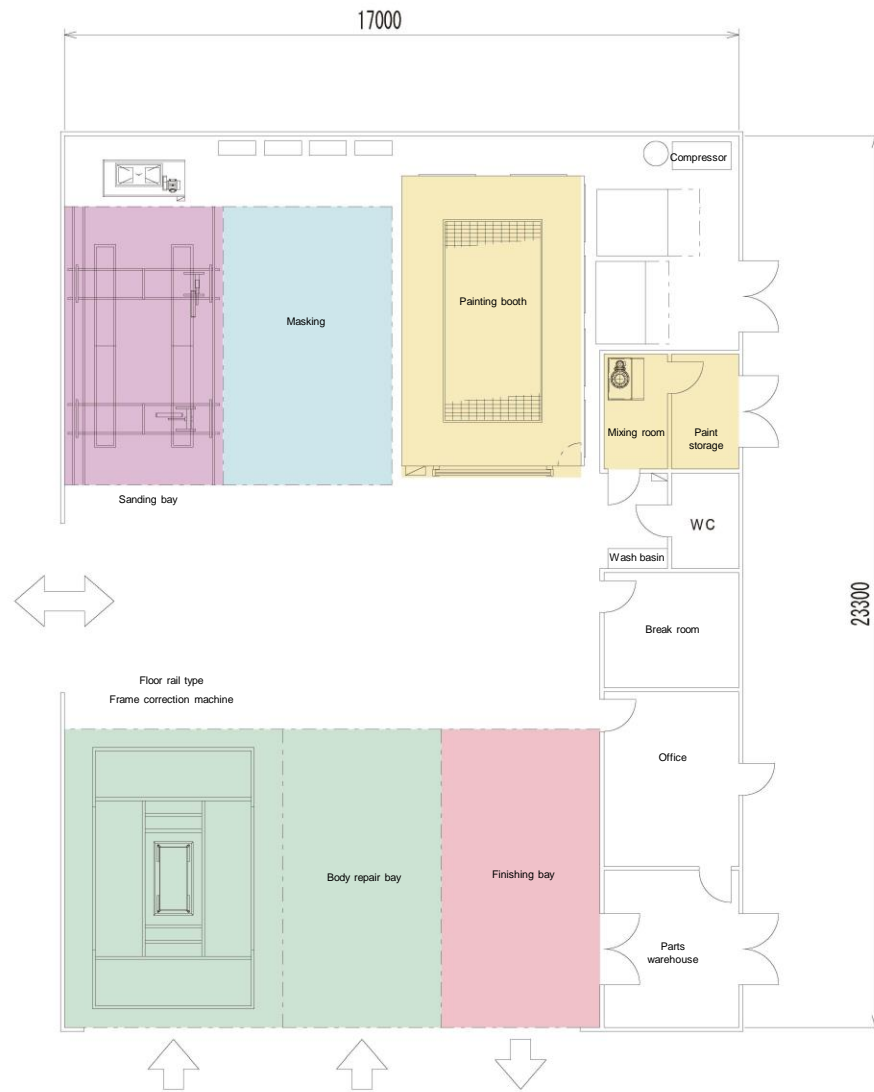 17000
Compressor
Painting booth
Masking
Mixing room
Paint
storage
Sanding bay
WC
Wash basin
23300
Break room
Floor rail type
Frame correction machine
Office
Body repair bay
Finishing bay
Parts
warehouse